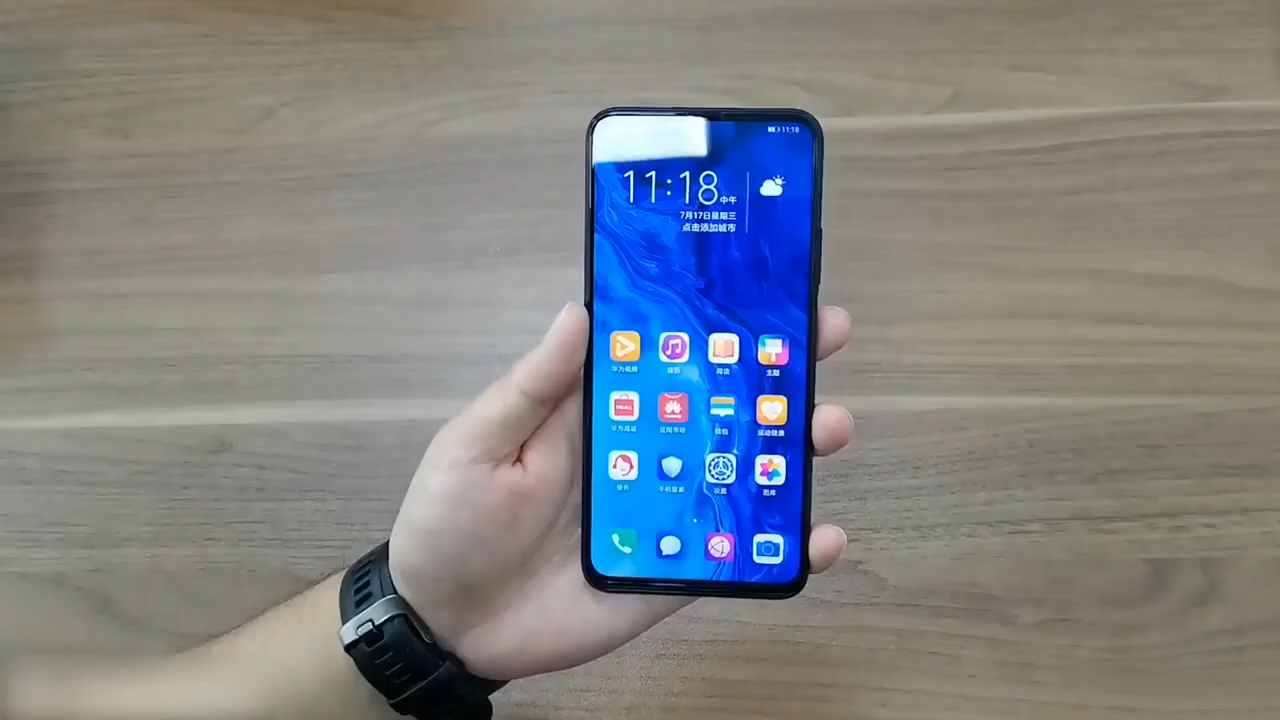 11:18
11:18 中午
7月17日星期三
点击添加城市
华为视频 音乐 阅读 主题
华为商城 应用市场 钱包 运动健康
服务 手机管家 设置 图库